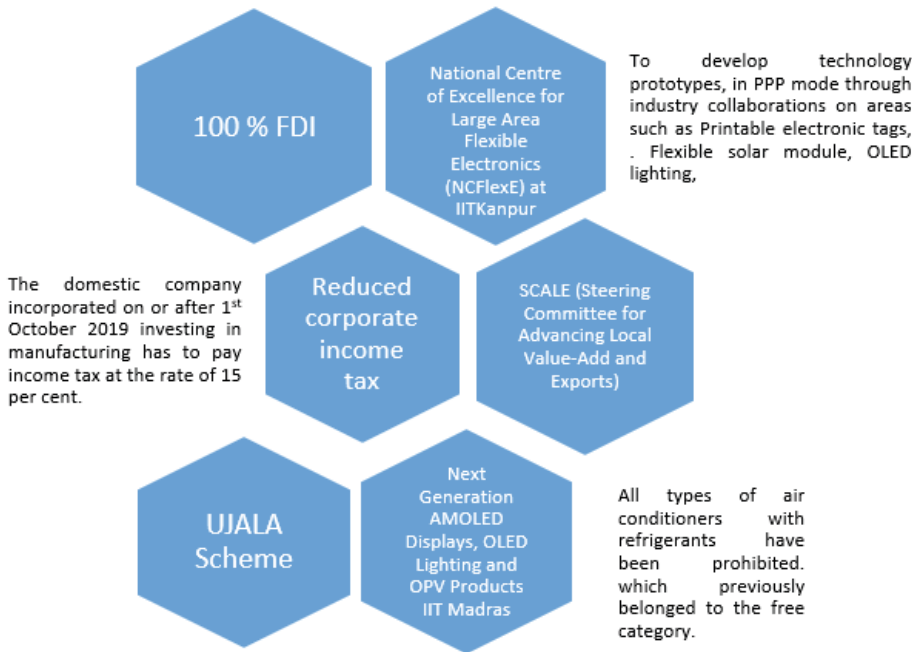 100 % FDI
National Centre
of Excellence for
Large Area
Flexible
Electronics
(NCFlexE) at
IITKanpur
To develop technology
prototypes, in PPP mode through
industry collaborations on areas
such as Printable electronic tags,
. Flexible solar module, OLED
lighting,
The domestic company
incorporated on or after 1st
October 2019 investing in
manufacturing has to pay
income tax at the rate of 15
per cent.
Reduced
corporate
income
tax
SCALE (Steering
Committee for
Advancing Local
Value-Add and
Exports)
UJALA
Scheme
Next
Generation
AMOLED
Displays, OLED
Lighting and
OPV Products
IIT Madras
All types of air
conditioners with
refrigerants have
been prohibited.
which previously
belonged to the free
category.